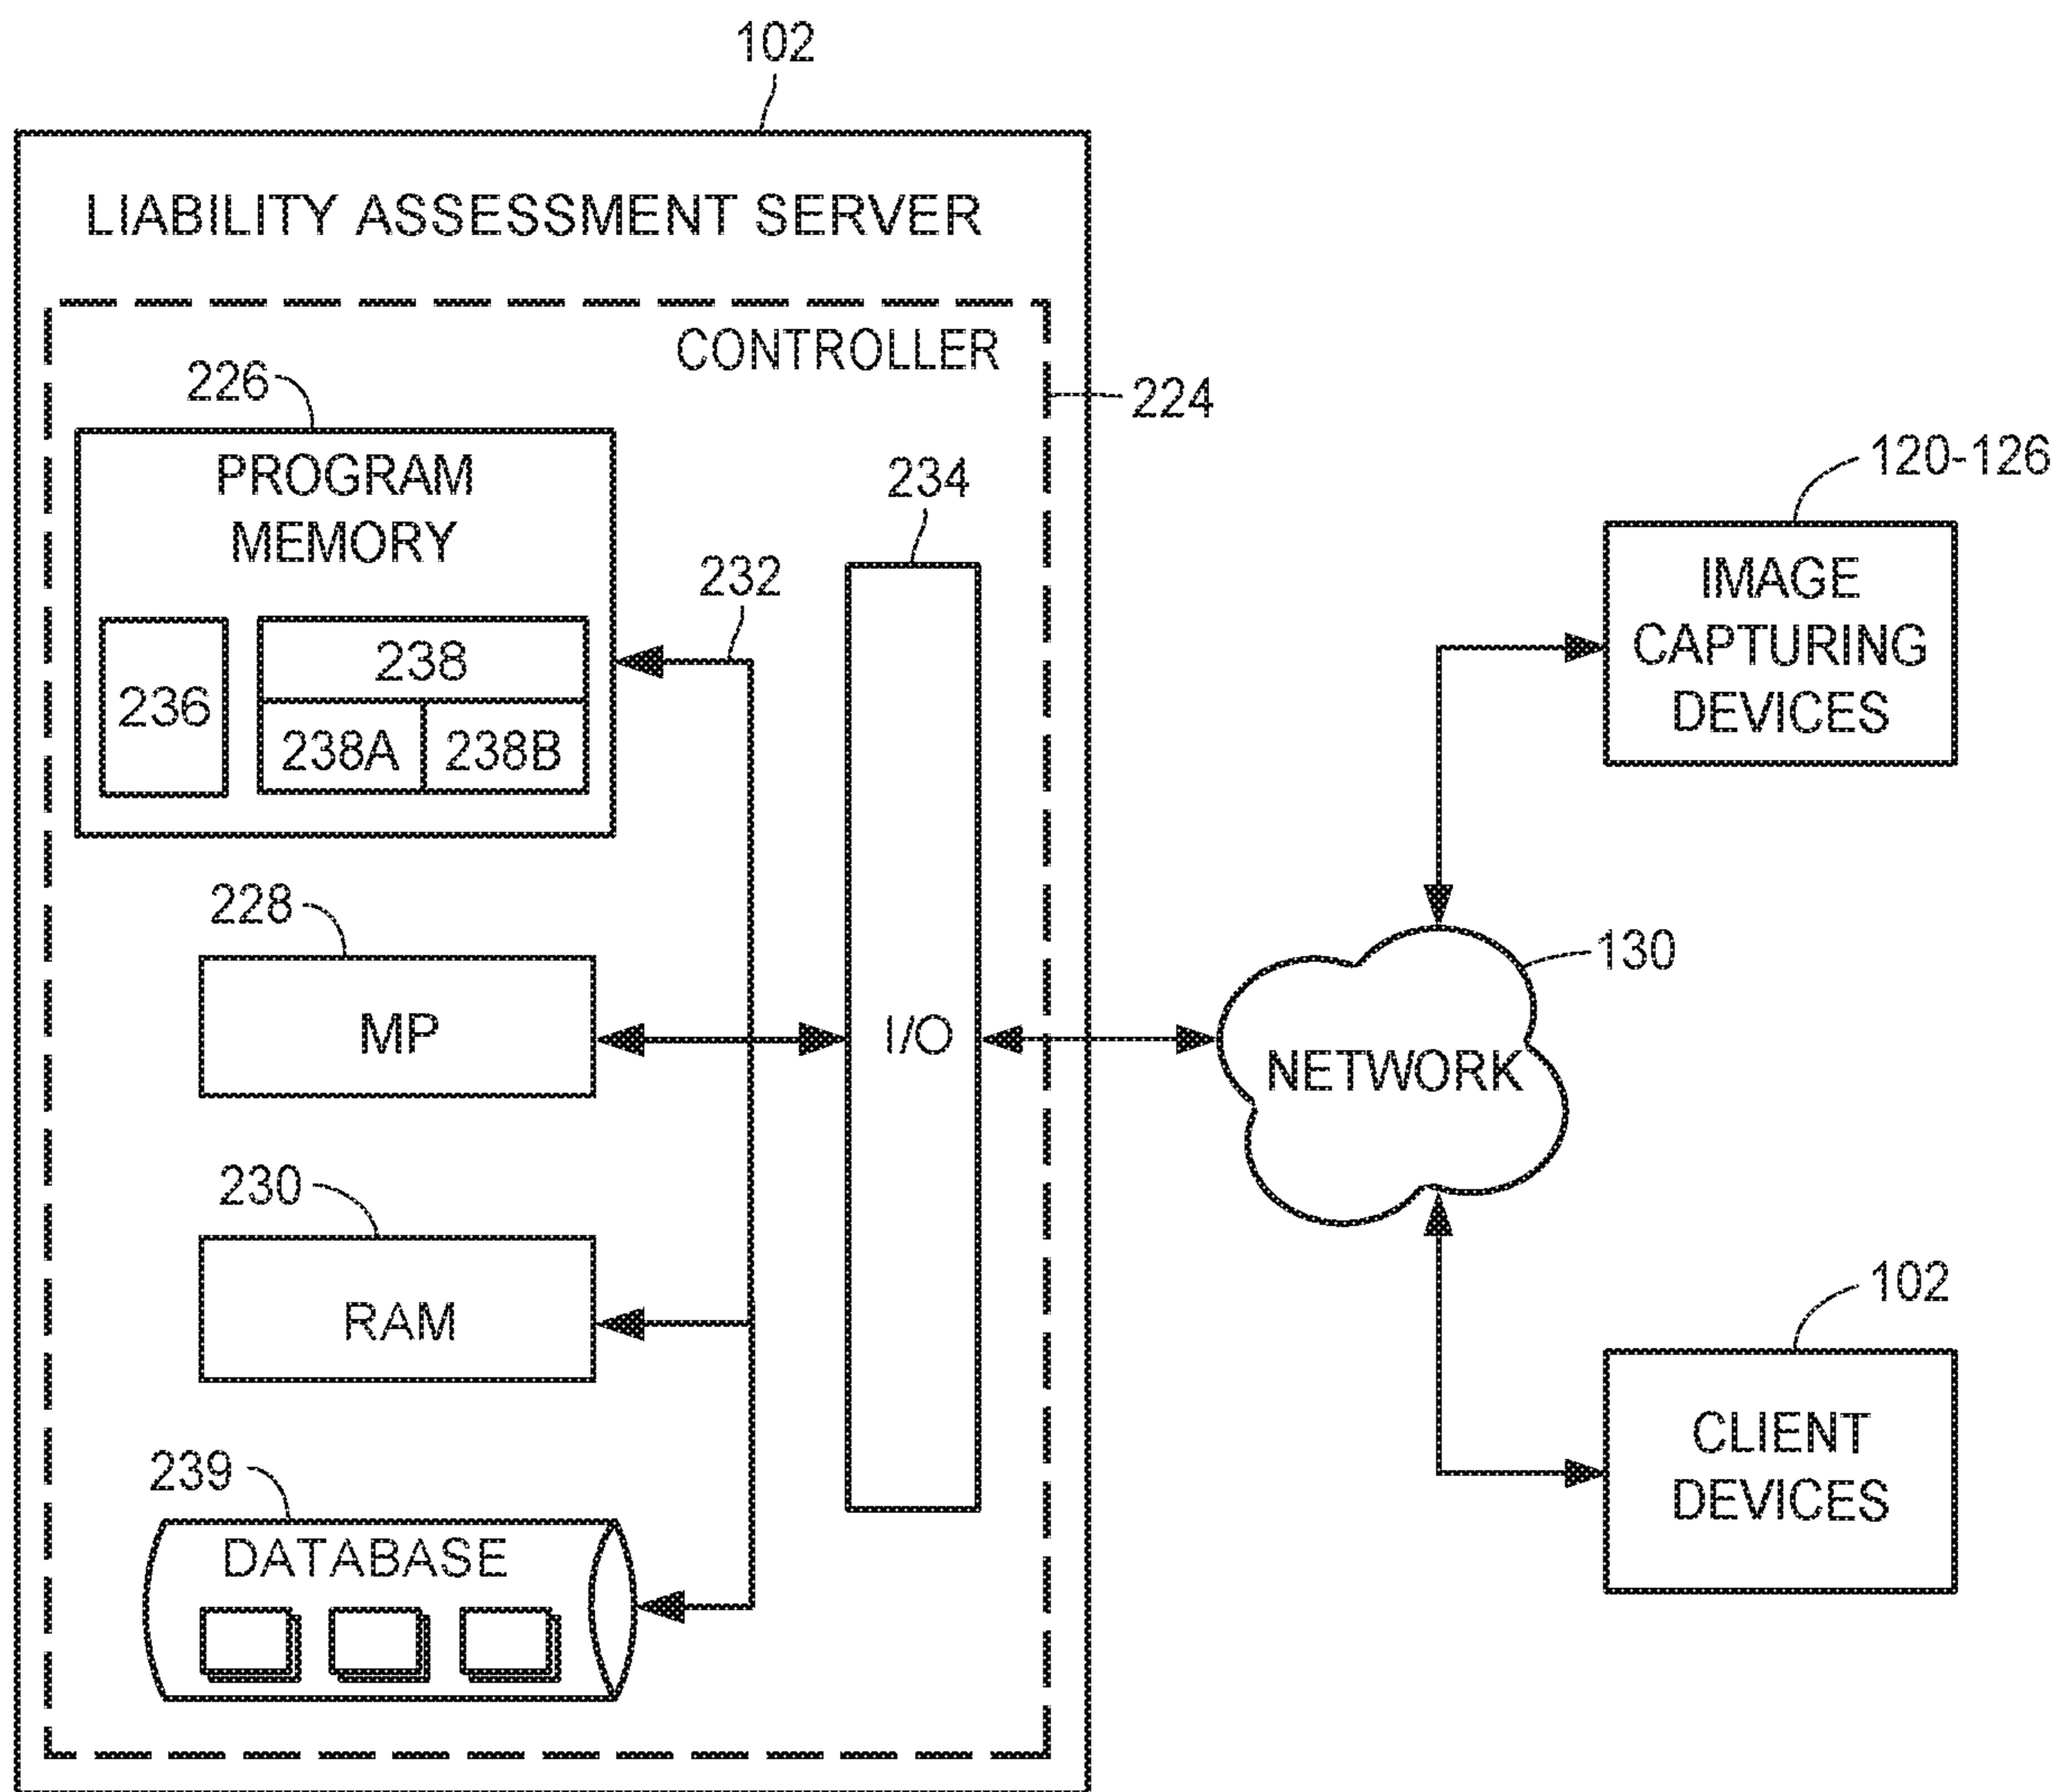 102
LIABILITY ASSESSMENT SERVER
CONTROLLER
224
226
PROGRAM
MEMORY
236
238
238A
238B
232
234
I/O
228
MP
230
RAM
239
DATABASE
120-126
IMAGE
CAPTURING
DEVICES
130
NETWORK
102
CLIENT
DEVICES